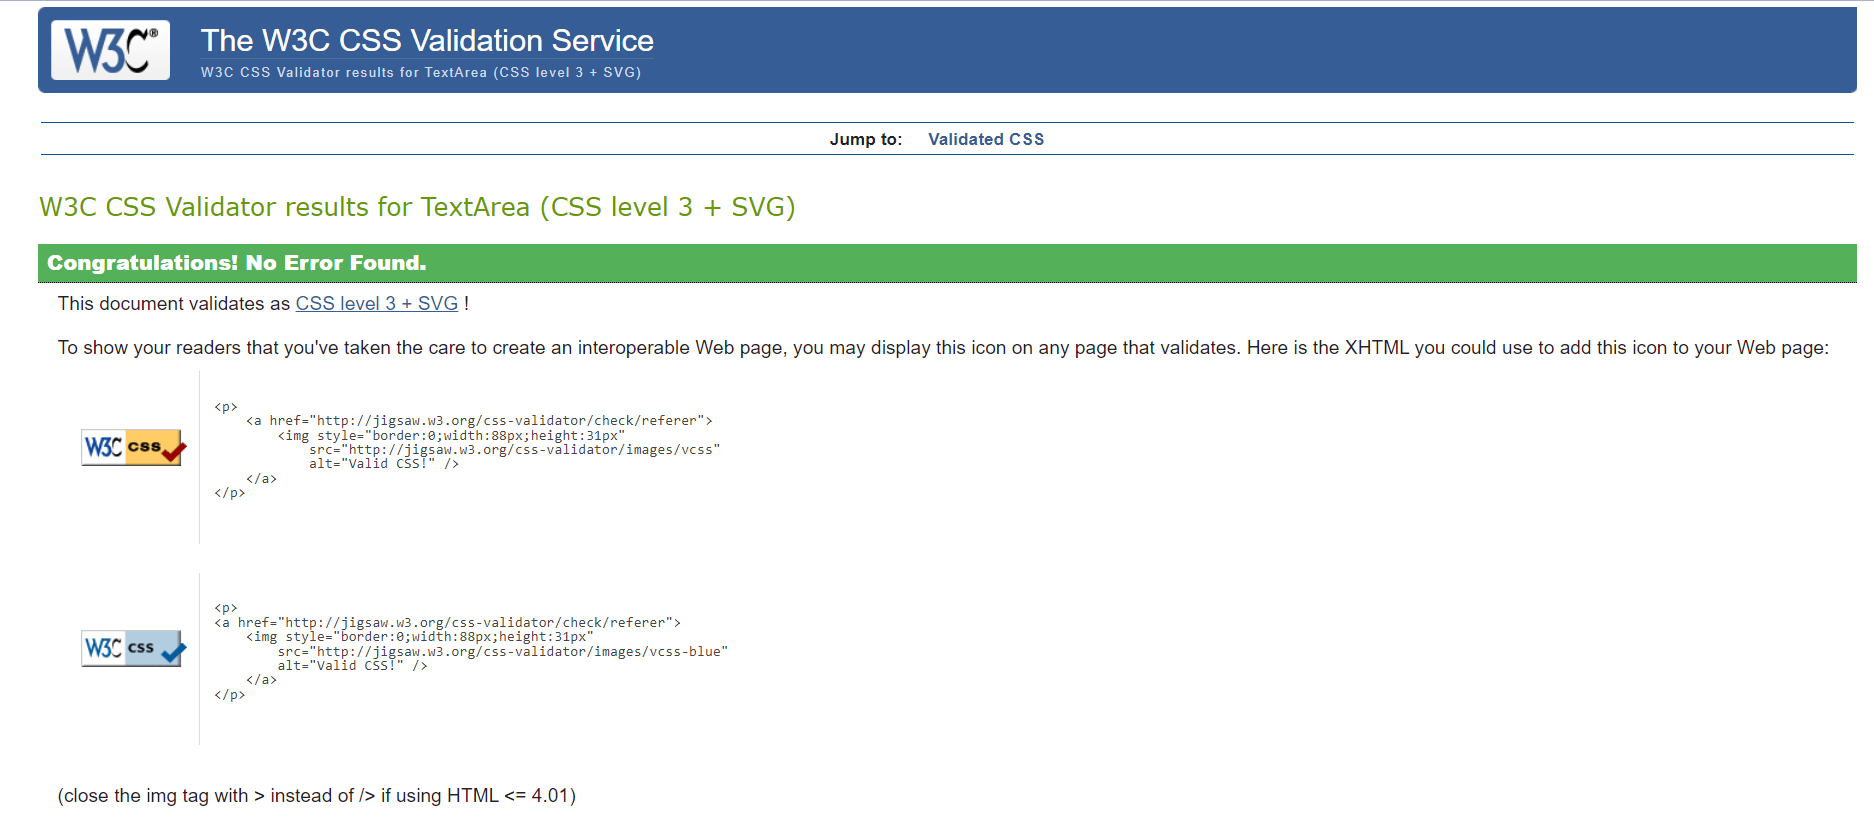 W3C®
The W3C CSS Validation Service
W3C CSS Validator results for TextArea (CSS level 3 + SVG)
Jump to: Validated CSS
W3C CSS Validator results for TextArea (CSS level 3 + SVG)
Congratulations! No Error Found.
This document validates as CSS level 3 + SVG !
To show your readers that you've taken the care to create an interoperable Web page, you may display this icon on any page that validates. Here is the XHTML you could use to add this icon to your Web page:
W3C css
<p>
    <a href="http://jigsaw.w3.org/css-validator/check/referer">
        <img style="border:0;width:88px;height:31px"
            src="http://jigsaw.w3.org/css-validator/images/vcss"
            alt="Valid CSS!" />
    </a>
</p>
W3C css
<p>
<a href="http://jigsaw.w3.org/css-validator/check/referer">
    <img style="border:0;width:88px;height:31px"
        src="http://jigsaw.w3.org/css-validator/images/vcss-blue"
        alt="Valid CSS!" />
    </a>
</p>
(close the img tag with > instead of /> if using HTML <= 4.01)